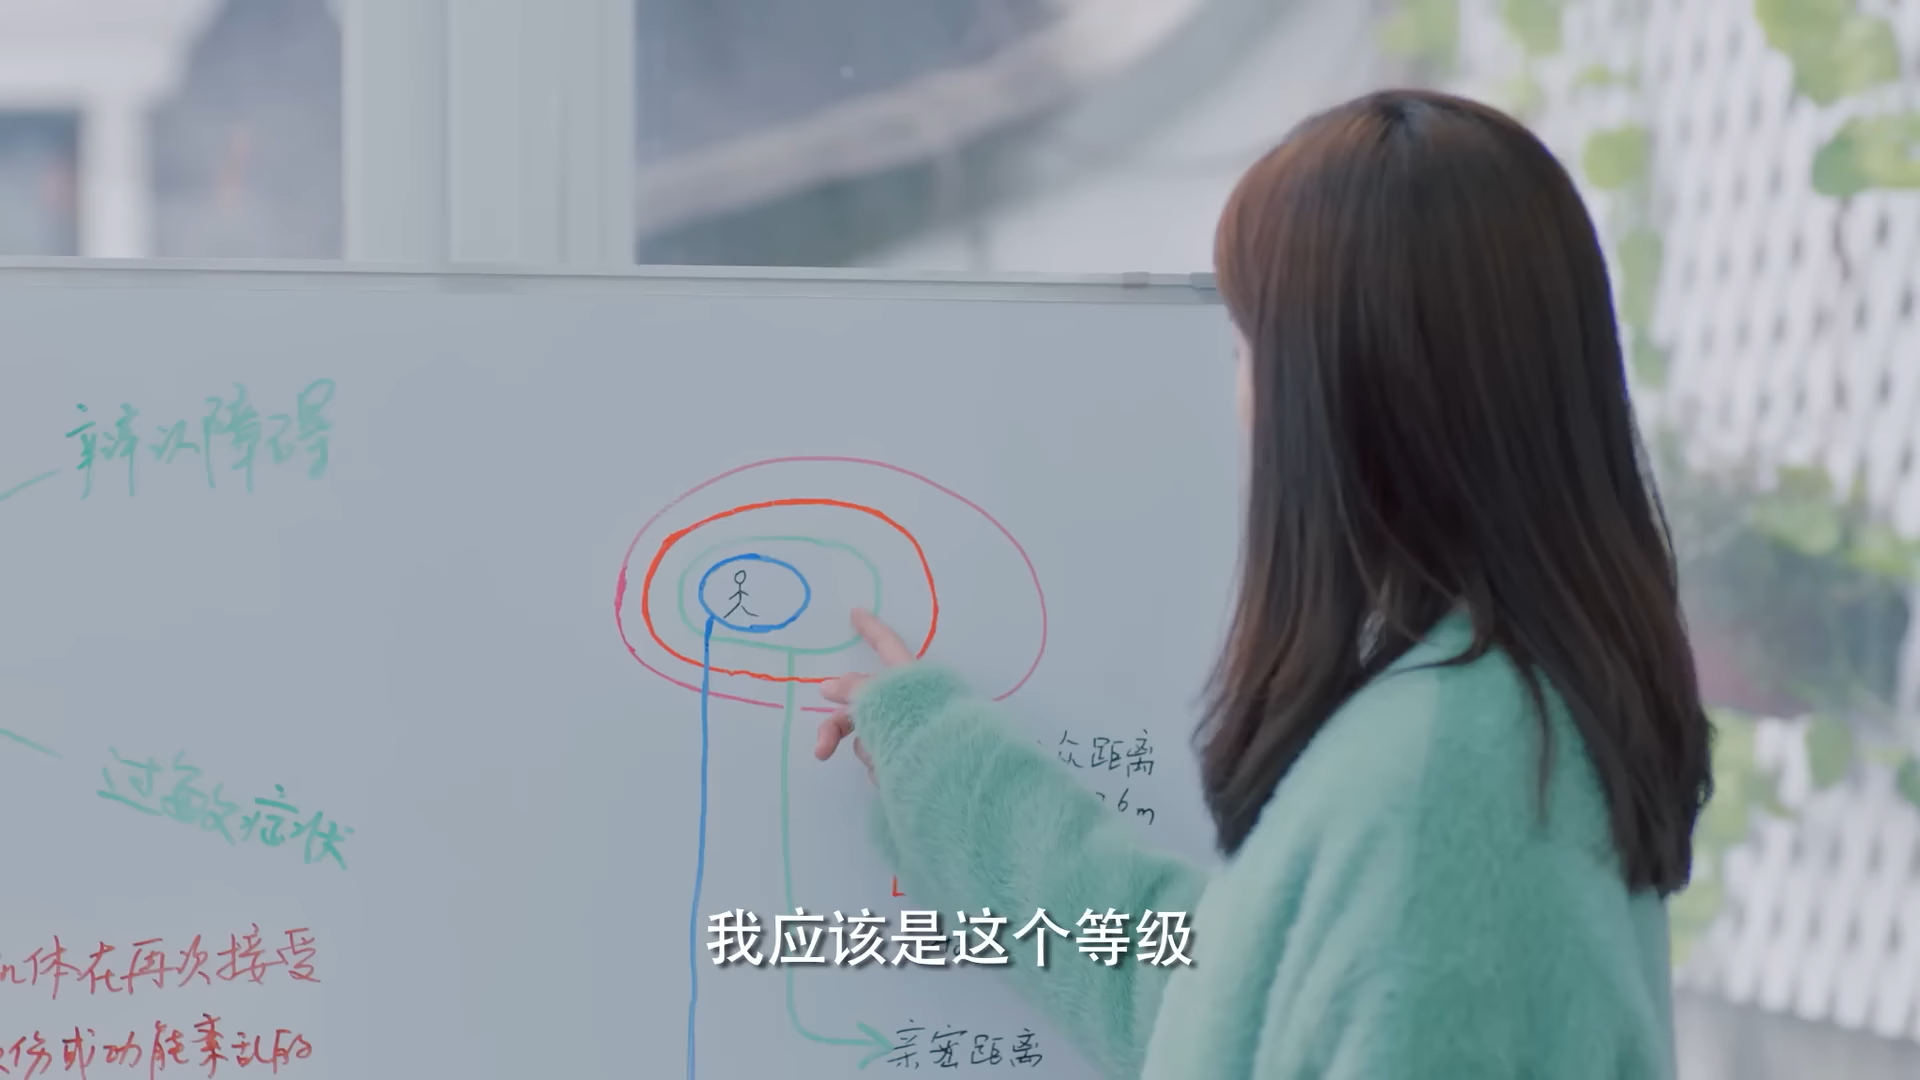 辩识障碍
众距离
6m
过敏症状
我应该是这个等级
机体在再次接受
伤或功能紊乱的
亲密距离